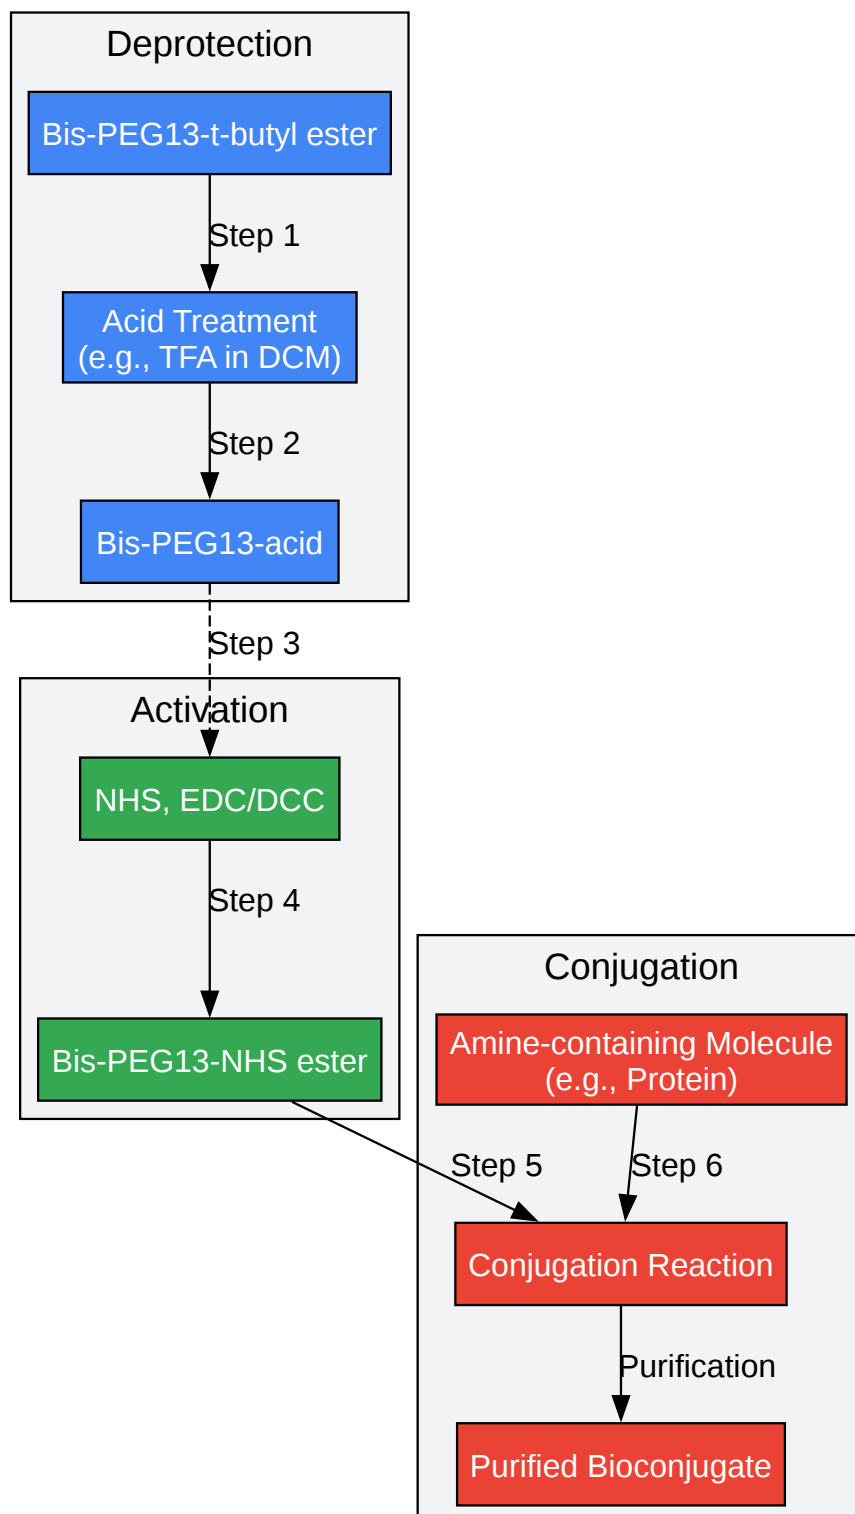 Deprotection
Bis-PEG13-t-butyl ester
Step 1
Acid Treatment
(e.g., TFA in DCM)
Step 2
Bis-PEG13-acid
Step 3
Activation
NHS, EDC/DCC
Step 4
Bis-PEG13-NHS ester
Conjugation
Amine-containing Molecule
(e.g., Protein)
Step 5
Step 6
Conjugation Reaction
Purification
Purified Bioconjugate